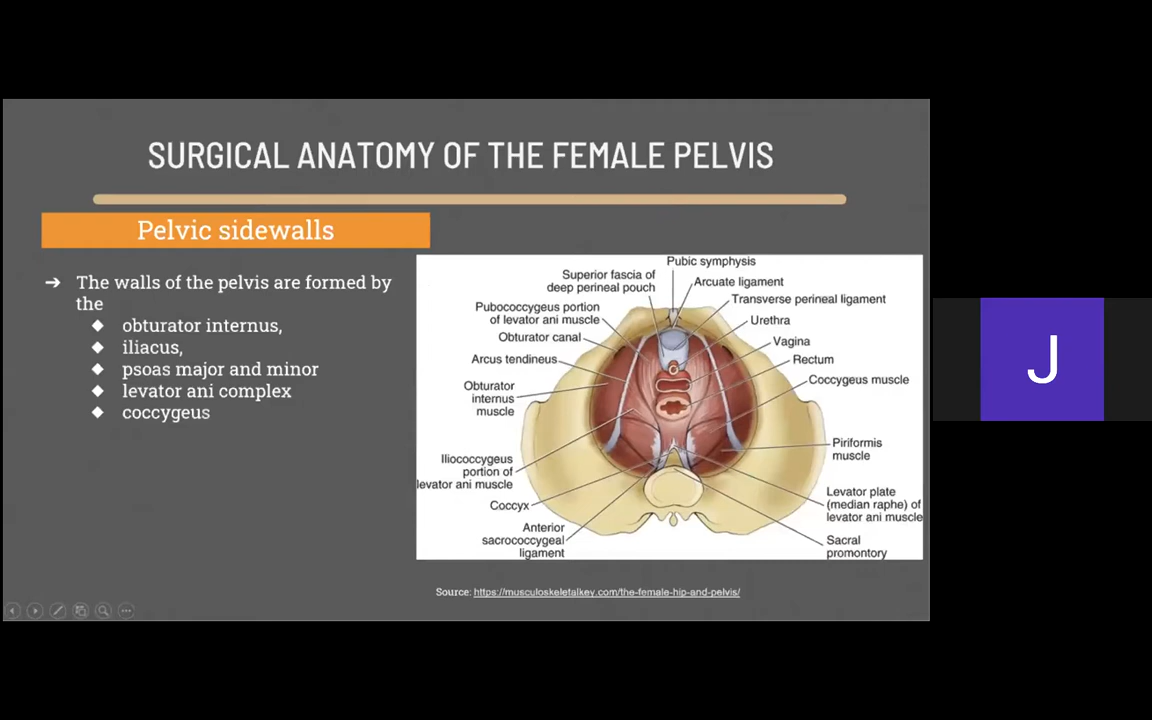 SURGICAL ANATOMY OF THE FEMALE PELVIS
Pelvic sidewalls
➔ The walls of the pelvis are formed by
the
◆ obturator internus,
◆ iliacus,
◆ psoas major and minor
◆ levator ani complex
◆ coccygeus
Pubic symphysis
Superior fascia of
deep perineal pouch
Arcuate ligament
Transverse perineal ligament
Pubococcygeus portion
of levator ani muscle
Urethra
Obturator canal
Vagina
Arcus tendineus
Rectum
Obturator
internus
muscle
Coccygeus muscle
Iliococcygeus
portion of
levator ani muscle
Piriformis
muscle
Coccyx
Levator plate
(median raphe) of
levator ani muscle
Anterior
sacrococcygeal
ligament
Sacral
promontory
Source: https://musculoskeletalkey.com/the-female-hip-and-pelvis/
J